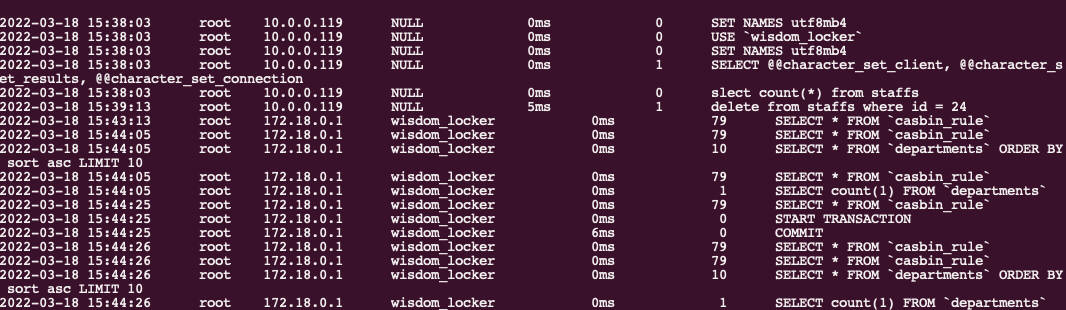 2022-03-18 15:38:03 root 10.0.0.119 NULL 0ms 0 SET NAMES utf8mb4
2022-03-18 15:38:03 root 10.0.0.119 NULL 0ms 0 USE `wisdom_locker`
2022-03-18 15:38:03 root 10.0.0.119 NULL 0ms 0 SET NAMES utf8mb4
2022-03-18 15:38:03 root 10.0.0.119 NULL 0ms 1 SELECT @@character_set_client, @@character_s
et_results, @@character_set_connection
2022-03-18 15:38:03 root 10.0.0.119 NULL 0ms 0 slect count(*) from staffs
2022-03-18 15:39:13 root 10.0.0.119 NULL 5ms 1 delete from staffs where id = 24
2022-03-18 15:43:13 root 172.18.0.1 wisdom_locker 0ms 79 SELECT * FROM `casbin_rule`
2022-03-18 15:44:05 root 172.18.0.1 wisdom_locker 0ms 79 SELECT * FROM `casbin_rule`
2022-03-18 15:44:05 root 172.18.0.1 wisdom_locker 0ms 10 SELECT * FROM `departments` ORDER BY
sort asc LIMIT 10
2022-03-18 15:44:05 root 172.18.0.1 wisdom_locker 0ms 79 SELECT * FROM `casbin_rule`
2022-03-18 15:44:05 root 172.18.0.1 wisdom_locker 0ms 1 SELECT count(1) FROM `departments`
2022-03-18 15:44:25 root 172.18.0.1 wisdom_locker 0ms 79 SELECT * FROM `casbin_rule`
2022-03-18 15:44:25 root 172.18.0.1 wisdom_locker 0ms 0 START TRANSACTION
2022-03-18 15:44:25 root 172.18.0.1 wisdom_locker 6ms 0 COMMIT
2022-03-18 15:44:26 root 172.18.0.1 wisdom_locker 0ms 79 SELECT * FROM `casbin_rule`
2022-03-18 15:44:26 root 172.18.0.1 wisdom_locker 0ms 79 SELECT * FROM `casbin_rule`
2022-03-18 15:44:26 root 172.18.0.1 wisdom_locker 0ms 10 SELECT * FROM `departments` ORDER BY
sort asc LIMIT 10
2022-03-18 15:44:26 root 172.18.0.1 wisdom_locker 0ms 1 SELECT count(1) FROM `departments`